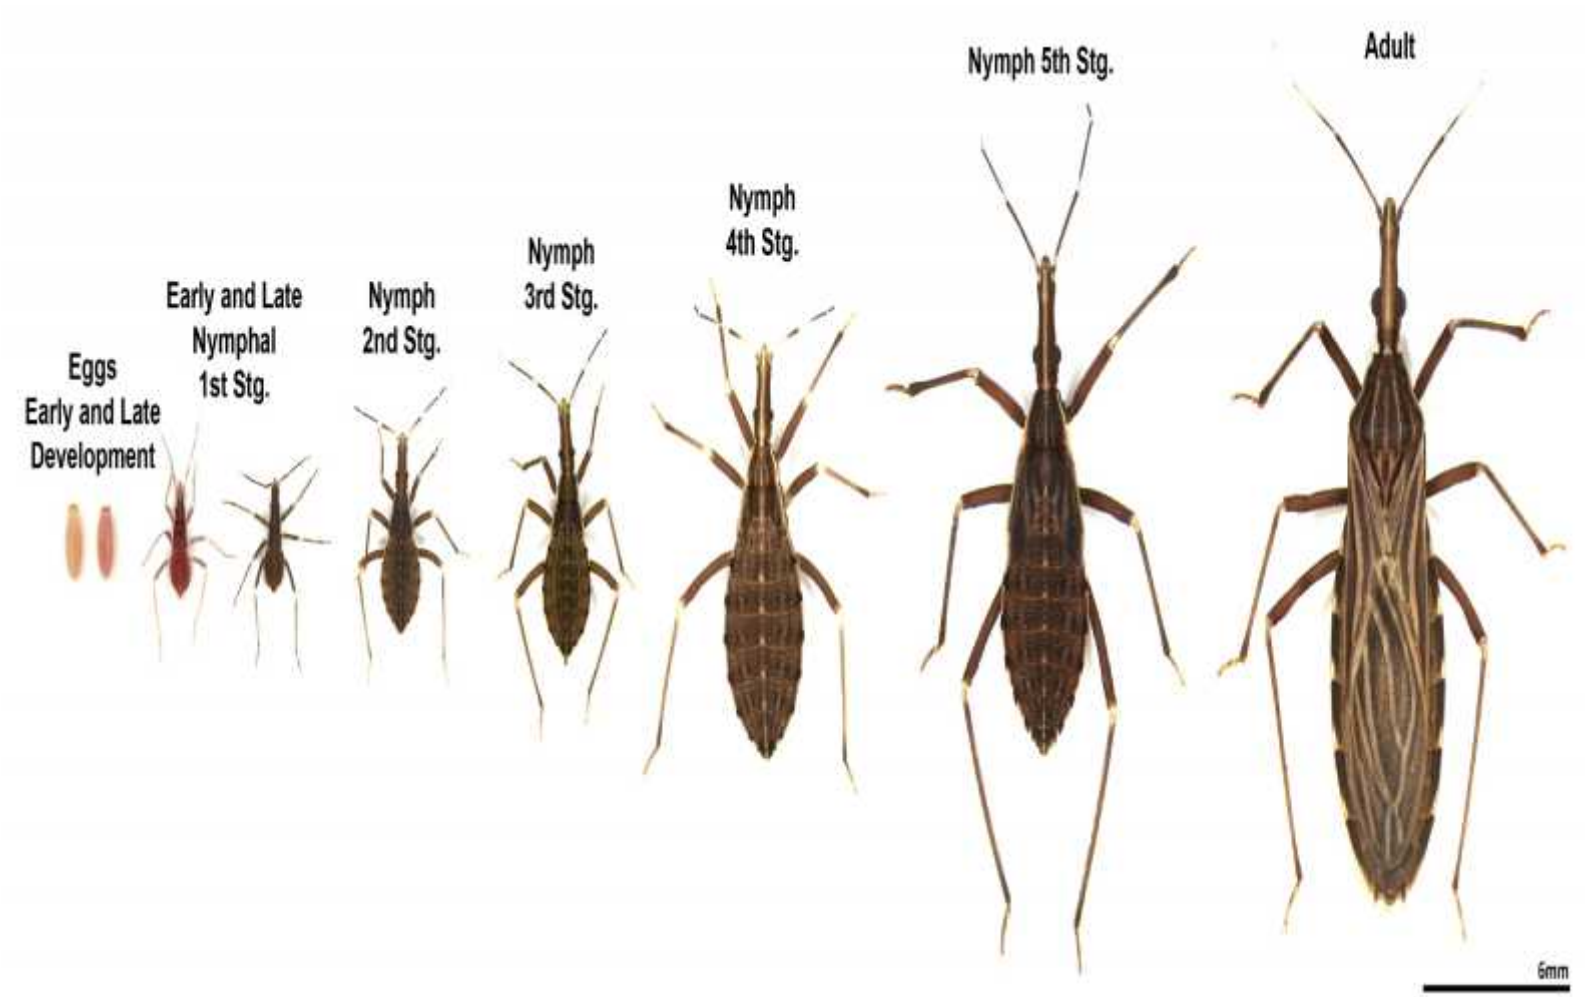 Eggs
Early and Late
Development
Early and Late
Nymphal
1st Stg.
Nymph
2nd Stg.
Nymph
3rd Stg.
Nymph
4th Stg.
Nymph 5th Stg.
Adult
6mm